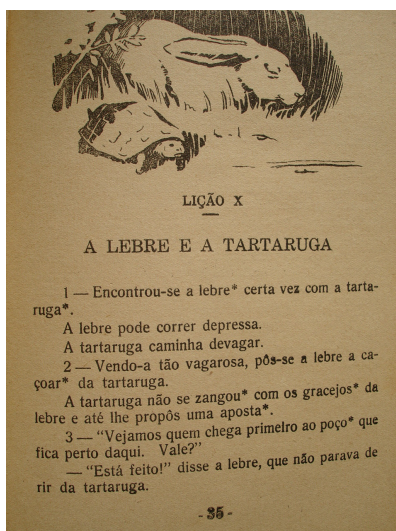 LIÇÃO X
A LEBRE E A TARTARUGA
1 — Encontrou-se a lebre* certa vez com a tarta-
ruga*.
A lebre pode correr depressa.
A tartaruga caminha devagar.
2 — Vendo-a tão vagarosa, pôs-se a lebre a ca-
çoar* da tartaruga.
A tartaruga não se zangou* com os gracejos* da
lebre e até lhe propôs uma aposta*.
3 — "Vejamos quem chega primeiro ao poço* que
fica perto daqui. Vale?"
— "Está feito!" disse a lebre, que não parava de
rir da tartaruga.
- 35 -